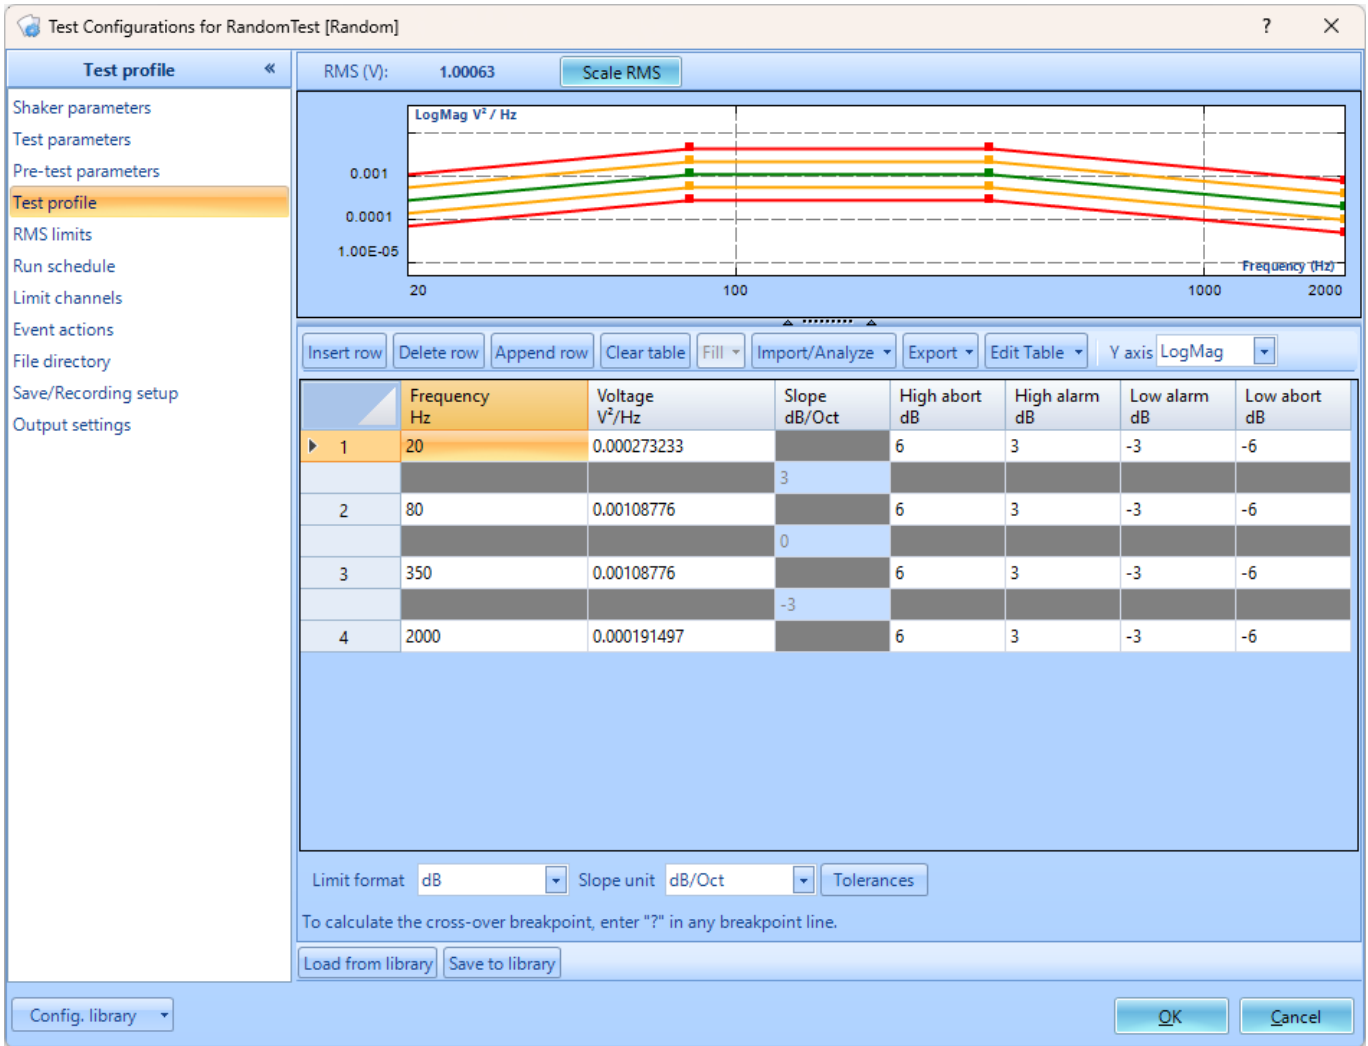 Test Configurations for RandomTest [Random]
?
Test profile
«
Shaker parameters
Test parameters
Pre-test parameters
Test profile
RMS limits
Run schedule
Limit channels
Event actions
File directory
Save/Recording setup
Output settings
RMS (V): 1.00063 Scale RMS
LogMag V² / Hz
0.001
0.0001
1.00E-05
Frequency (Hz)
20 100 1000 2000
Insert row Delete row Append row Clear table Fill Import/Analyze Export Edit Table Y axis LogMag
Frequency Voltage Slope High abort High alarm Low alarm Low abort
Hz V²/Hz dB/Oct dB dB dB dB
1 20 0.000273233 6 3 -3 -6
3
2 80 0.00108776 6 3 -3 -6
0
3 350 0.00108776 6 3 -3 -6
-3
4 2000 0.000191497 6 3 -3 -6
Limit format dB Slope unit dB/Oct Tolerances
To calculate the cross-over breakpoint, enter "?" in any breakpoint line.
Load from library Save to library
Config. library OK Cancel